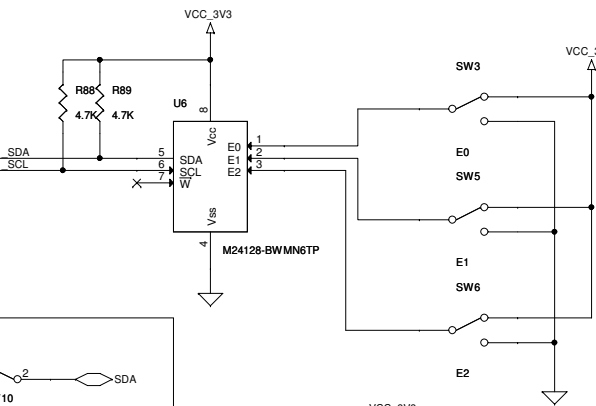 VCC_3V3
VCC_3
SW3
R88
R89
4.7K
4.7K
U6
8
Vcc
E0
1
_SDA
5
SDA
E1
2
_SCL
6
SCL
E2
3
7
W
Vss
4
M24128-BWMN6TP
E0
SW5
E1
SW6
E2
2
SDA
10